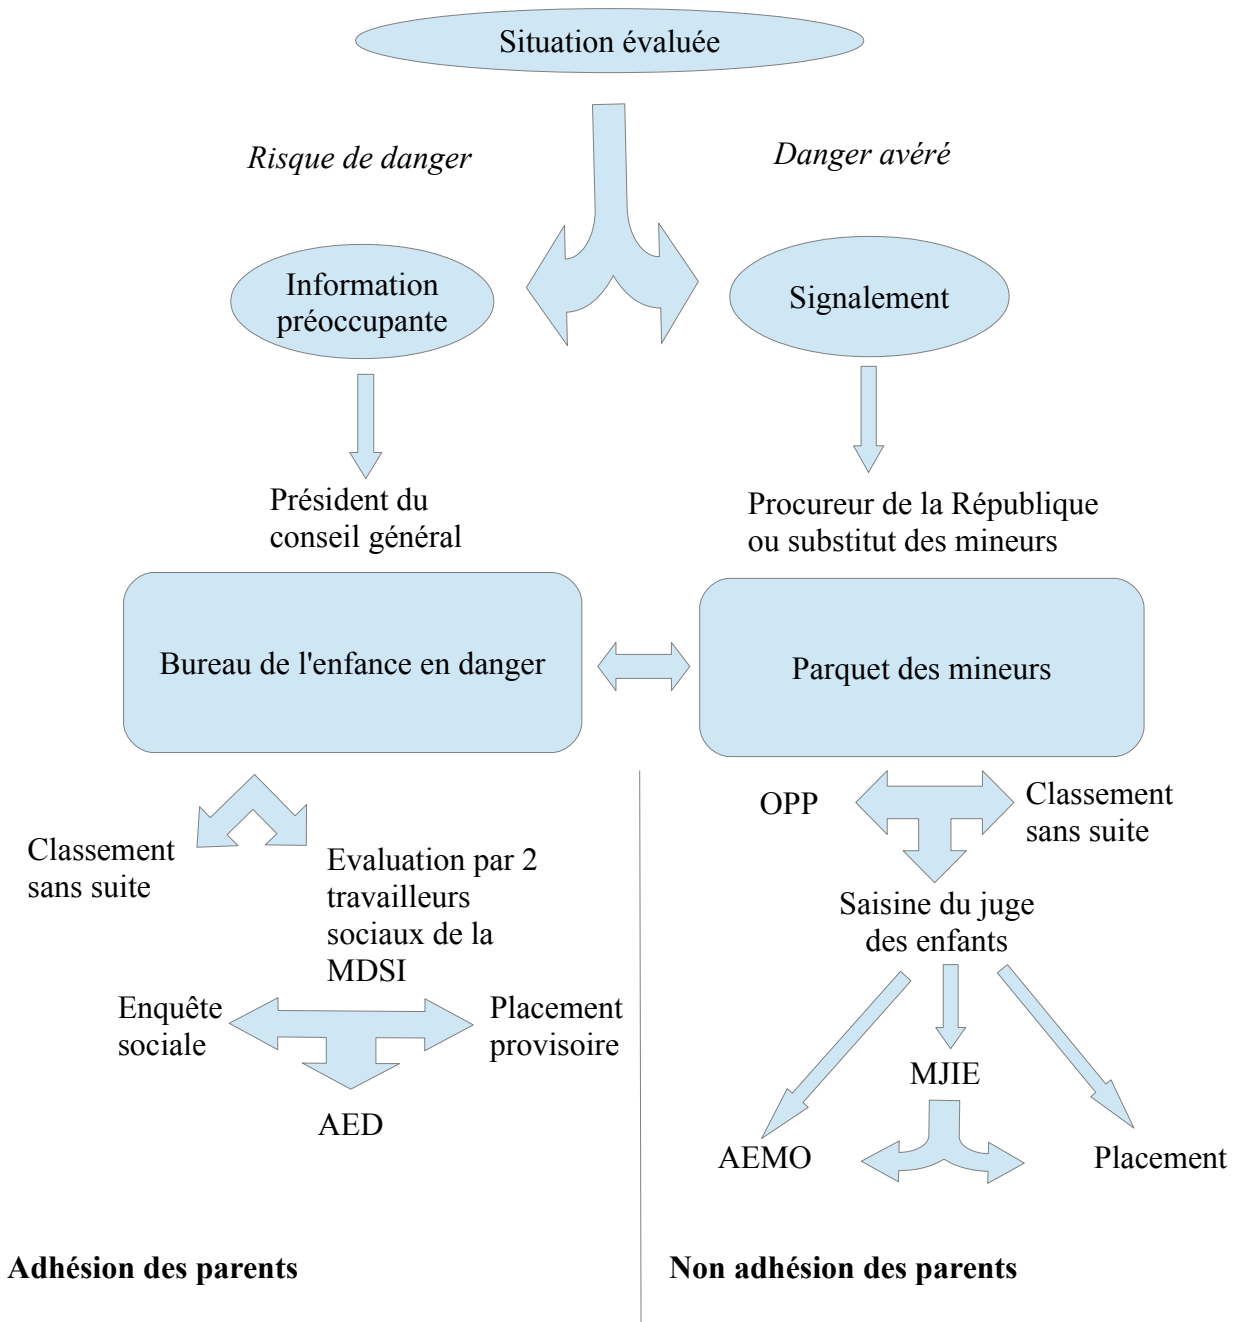 Situation évaluée
Risque de danger
Danger avéré
Information
préoccupante
Signalement
Président du
conseil général
Procureur de la République
ou substitut des mineurs
Bureau de l'enfance en danger
Parquet des mineurs
Classement
sans suite
Evaluation par 2
travailleurs
sociaux de la
MDSI
Enquête
sociale
Placement
provisoire
AED
OPP
Classement
sans suite
Saisine du juge
des enfants
MJIE
AEMO
Placement
Adhésion des parents
Non adhésion des parents